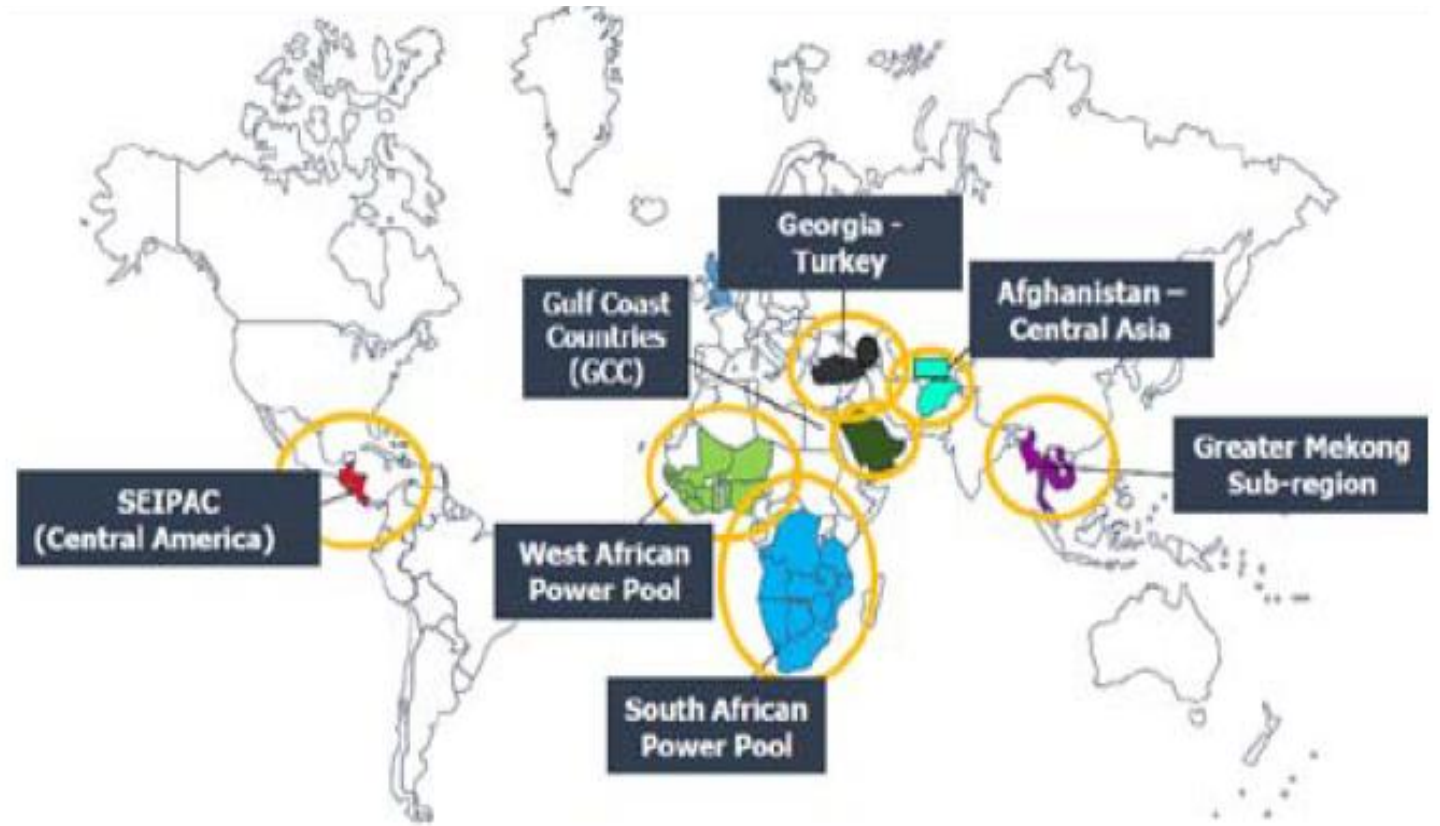 Georgia -
Turkey
Gulf Coast
Countries
(GCC)
Afghanistan –
Central Asia
Greater Mekong
Sub-region
SEIPAC
(Central America)
West African
Power Pool
South African
Power Pool